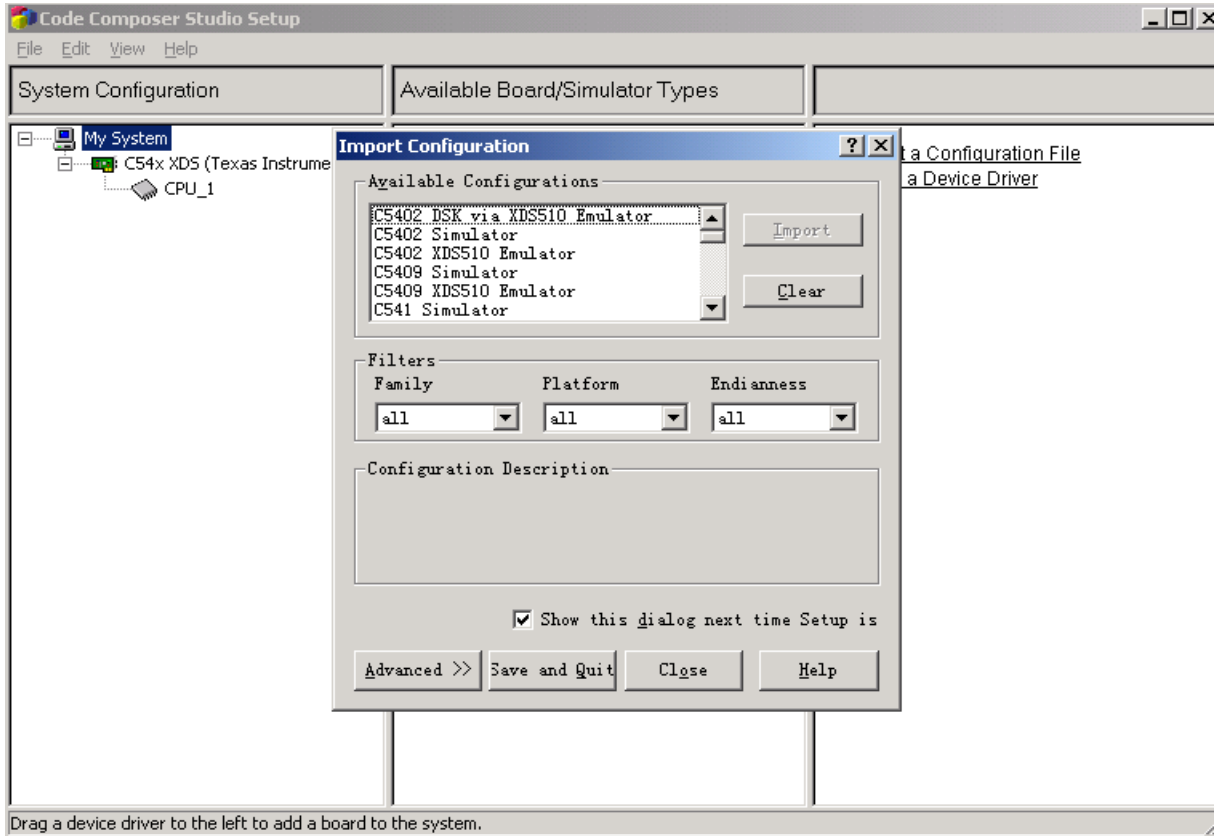 Code Composer Studio Setup
File Edit View Help
System Configuration
Available Board/Simulator Types
My System
C54x XDS (Texas Instrume
CPU_1
t a Configuration File
a Device Driver
Import Configuration
Available Configurations
C5402 DSK via XDS510 Emulator
C5402 Simulator
C5402 XDS510 Emulator
C5409 Simulator
C5409 XDS510 Emulator
C541 Simulator
Import
Clear
Filters
Family Platform Endianness
all all all
Configuration Description
Show this dialog next time Setup is
Advanced >> Save and Quit Close Help
Drag a device driver to the left to add a board to the system.